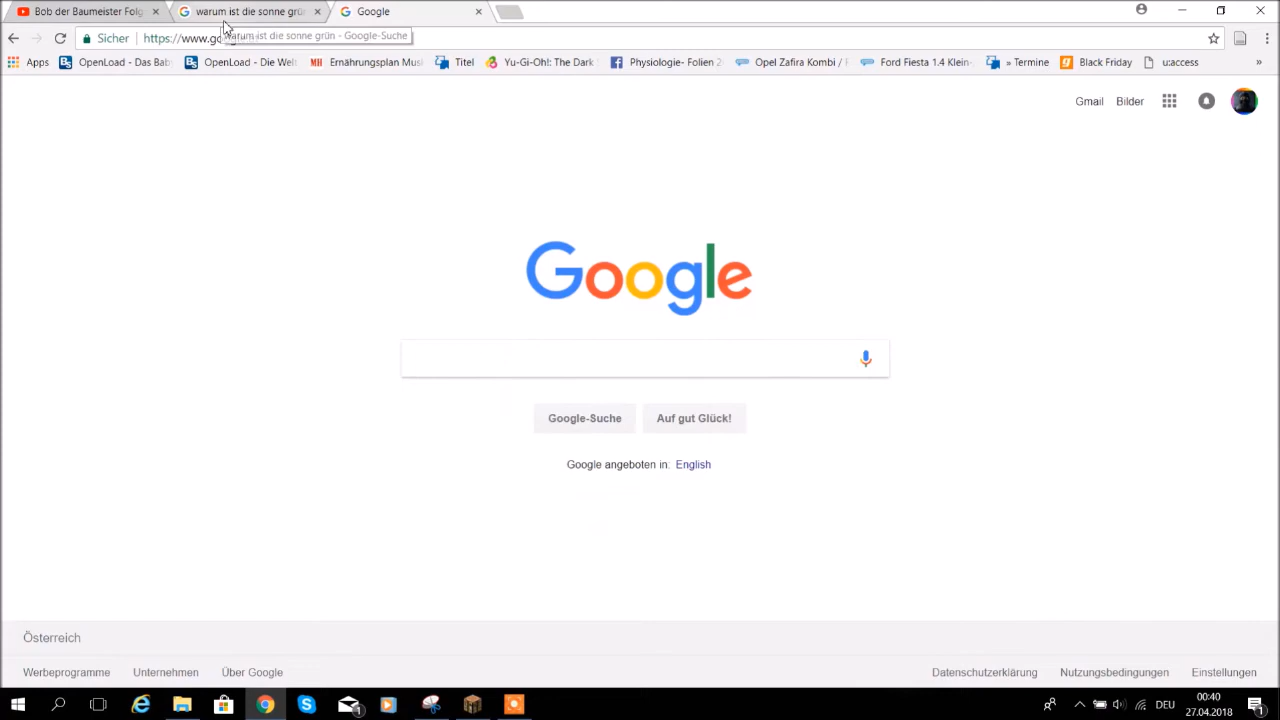 Bob der Baumeister Folg
warum ist die sonne grün
Google
Sicher
https://www.goo
warum ist die sonne grün - Google-Suche
Apps
OpenLoad - Das Bab
OpenLoad - Die Welt
Ernährungsplan Mus
Titel
Yu-Gi-Oh!: The Dark
Physiologie- Folien 2
Opel Zafira Kombi / F
Ford Fiesta 1.4 Klein
» Termine
Black Friday
u:access
»
Gmail
Bilder
Google
Google-Suche
Auf gut Glück!
Google angeboten in: English
Österreich
Werbeprogramme
Unternehmen
Über Google
Datenschutzerklärung
Nutzungsbedingungen
Einstellungen
DEU
00:40
27.04.2018